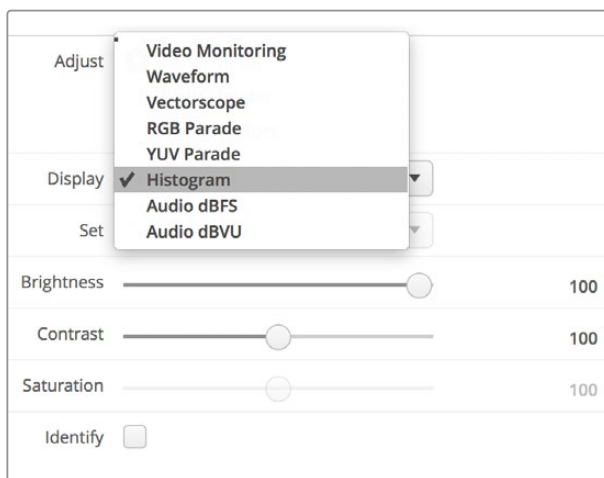 Adjust
Video Monitoring
Waveform
Vectorscope
RGB Parade
YUV Parade
Display ✓ Histogram
Audio dBFS
Set Audio dBVU
Brightness 100
Contrast 100
Saturation 100
Identify